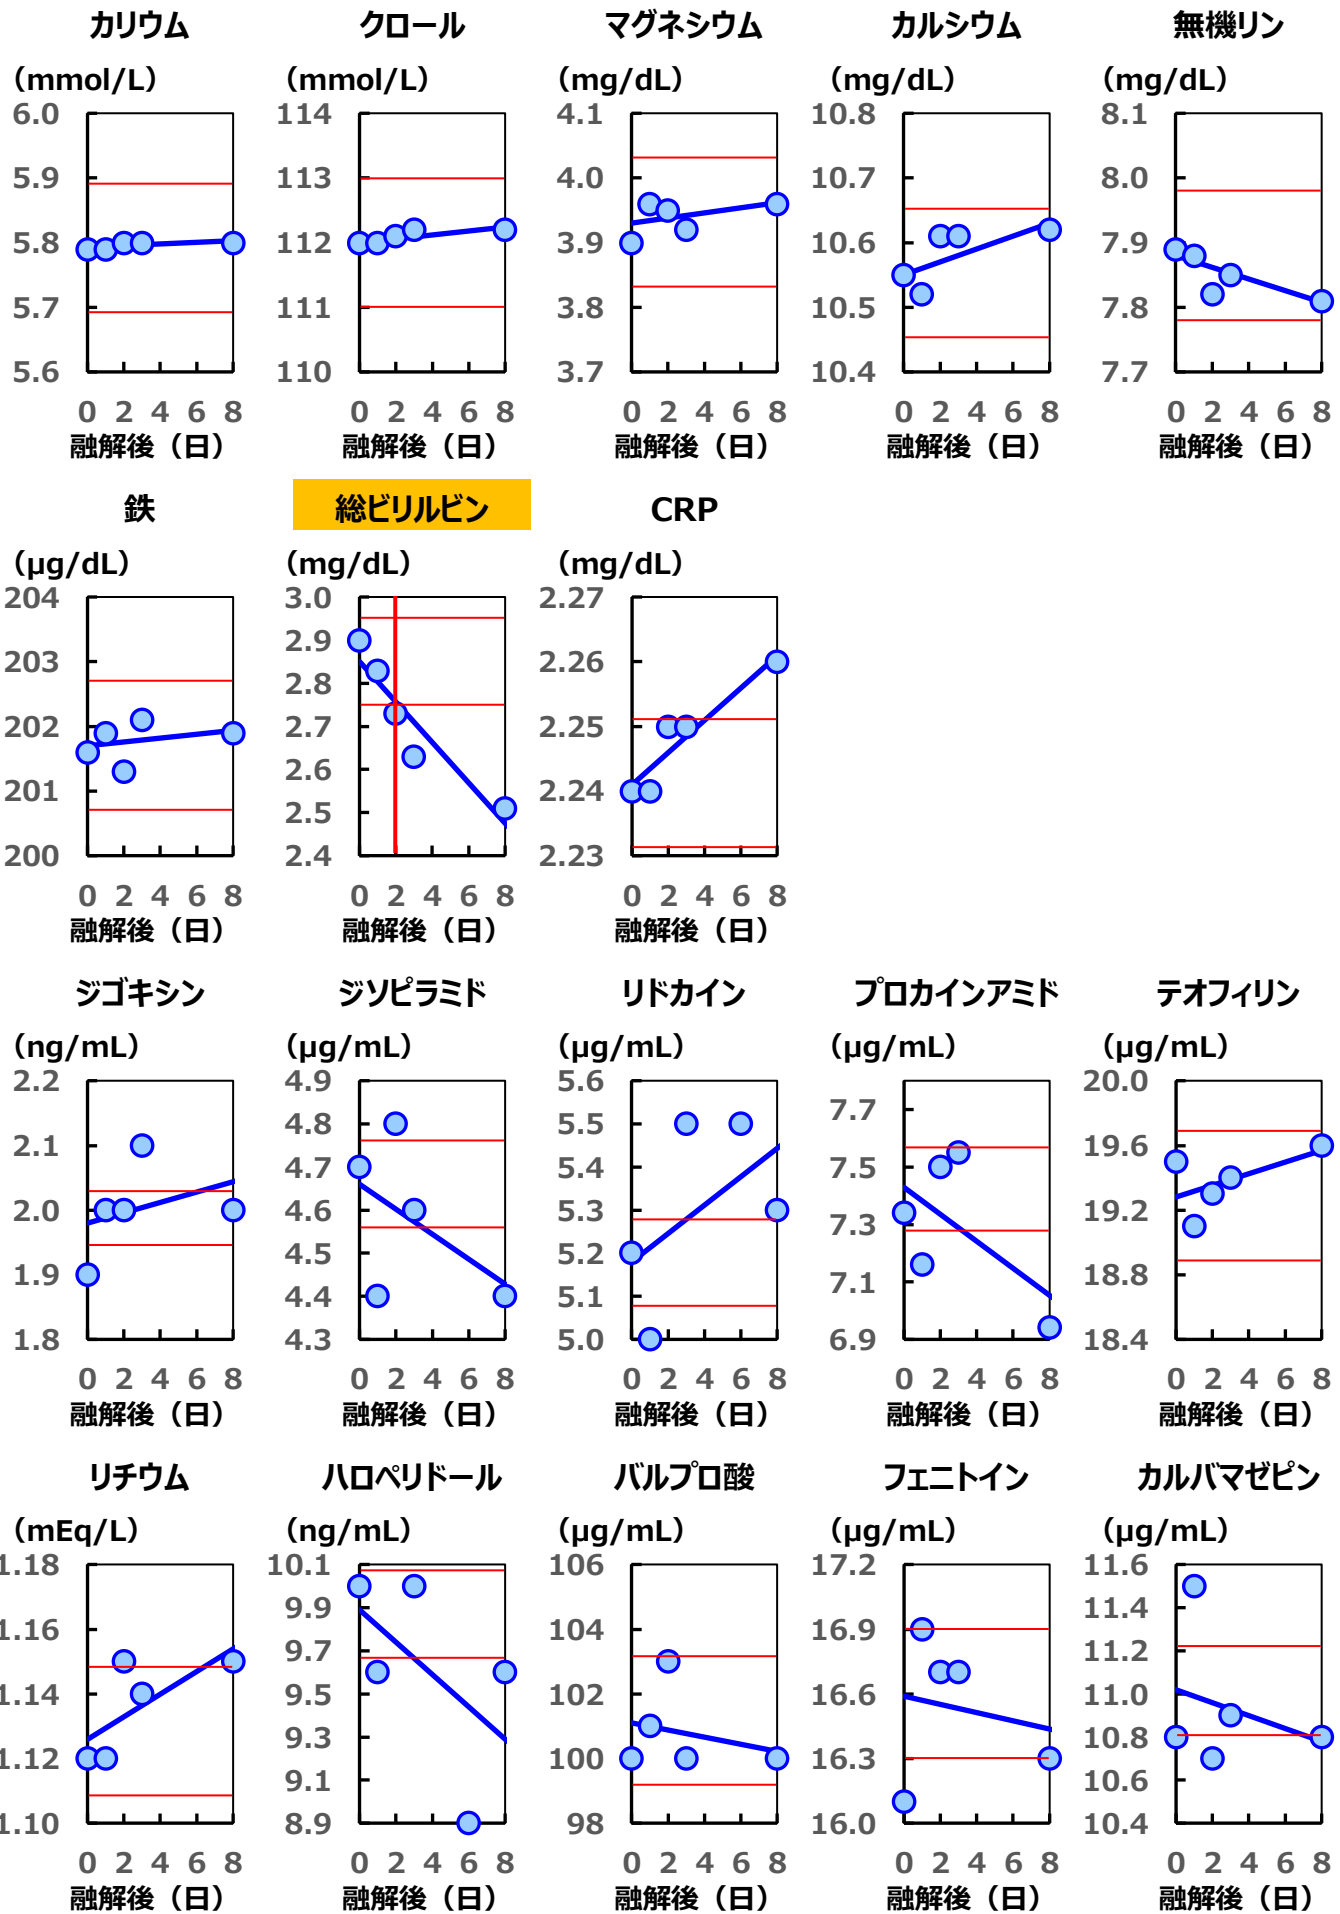 カリウム クロール マグネシウム カルシウム 無機リン
（mmol/L） （mmol/L） （mg/dL） （mg/dL） （mg/dL）
6.0 114 4.1 10.8 8.1
5.9 113 4.0 10.7 8.0
5.8 112 3.9 10.6 7.9
5.7 111 3.8 10.5 7.8
5.6 110 3.7 10.4 7.7
0 2 4 6 8 0 2 4 6 8 0 2 4 6 8 0 2 4 6 8 0 2 4 6 8
融解後（日） 融解後（日） 融解後（日） 融解後（日） 融解後（日）
鉄 総ビリルビン CRP
（µg/dL） （mg/dL） （mg/dL）
204 3.0 2.27
2.9
203 2.8 2.26
202 2.7 2.25
2.6
201 2.5 2.24
200 2.4 2.23
0 2 4 6 8 0 2 4 6 8 0 2 4 6 8
融解後（日） 融解後（日） 融解後（日）
ジゴキシン ジソピラミド リドカイン プロカインアミド テオフィリン
（ng/mL） （µg/mL） （µg/mL） （µg/mL） （µg/mL）
2.2 4.9 5.6 20.0
4.8 5.5 7.7
2.1 4.7 5.4 7.5 19.6
2.0 4.6 5.3 7.3 19.2
4.5 5.2
1.9 4.4 5.1 7.1 18.8
1.8 4.3 5.0 6.9 18.4
0 2 4 6 8 0 2 4 6 8 0 2 4 6 8 0 2 4 6 8 0 2 4 6 8
融解後（日） 融解後（日） 融解後（日） 融解後（日） 融解後（日）
リチウム ハロペリドール バルプロ酸 フェニトイン カルバマゼピン
（mEq/L） （ng/mL） （µg/mL） （µg/mL） （µg/mL）
1.18 10.1 106 17.2 11.6
9.9 11.4
1.16 9.7 104 16.9 11.2
1.14 9.5 102 16.6 11.0
1.12 9.3 100 16.3 10.8
9.1 10.6
1.10 8.9 98 16.0 10.4
0 2 4 6 8 0 2 4 6 8 0 2 4 6 8 0 2 4 6 8 0 2 4 6 8
融解後（日） 融解後（日） 融解後（日） 融解後（日） 融解後（日）